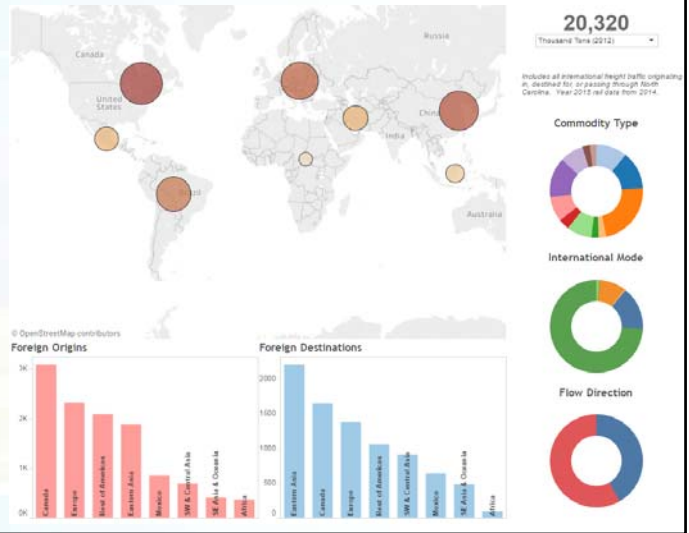 20,320
Thousand Tons (2012)
Includes all international freight traffic originating
in, destined for, or passing through North
Carolina. Year 2015 rail data from 2014.
Canada
United
States
Brazil
Russia
China
India
Australia
© OpenStreetMap contributors
Commodity Type
International Mode
Flow Direction
Foreign Origins
3K
2K
1K
0K
Canada
Europe
Rest of Americas
Eastern Asia
Mexico
SW & Central Asia
SE Asia & Oceania
Africa
Foreign Destinations
2000
1500
1000
500
0
Eastern Asia
Canada
Europe
Rest of Americas
SW & Central Asia
Mexico
SE Asia & Oceania
Africa